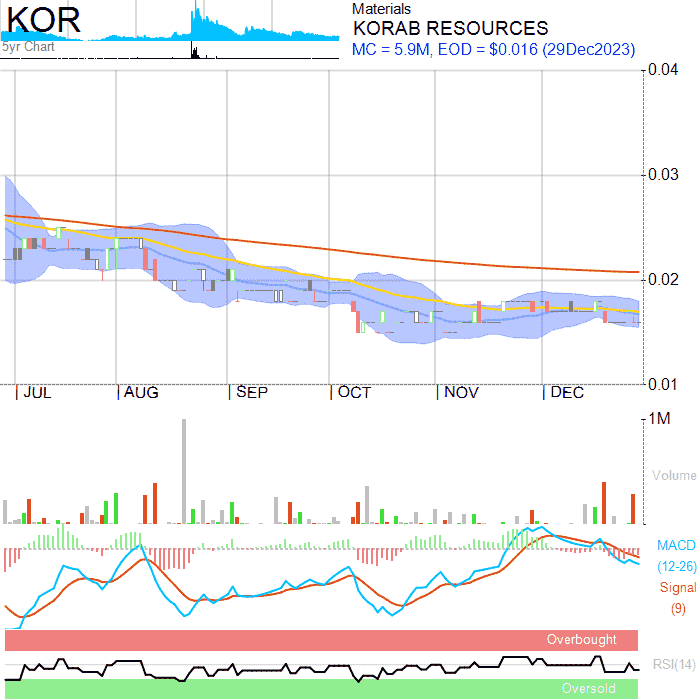 KOR
5yr Chart
Materials
KORAB RESOURCES
MC = 5.9M, EOD = $0.016 (29Dec2023)
0.04
0.03
0.02
0.01
JUL AUG SEP OCT NOV DEC
1M
Volume
MACD
(12-26)
Signal
(9)
Overbought
RSI(14)
Oversold